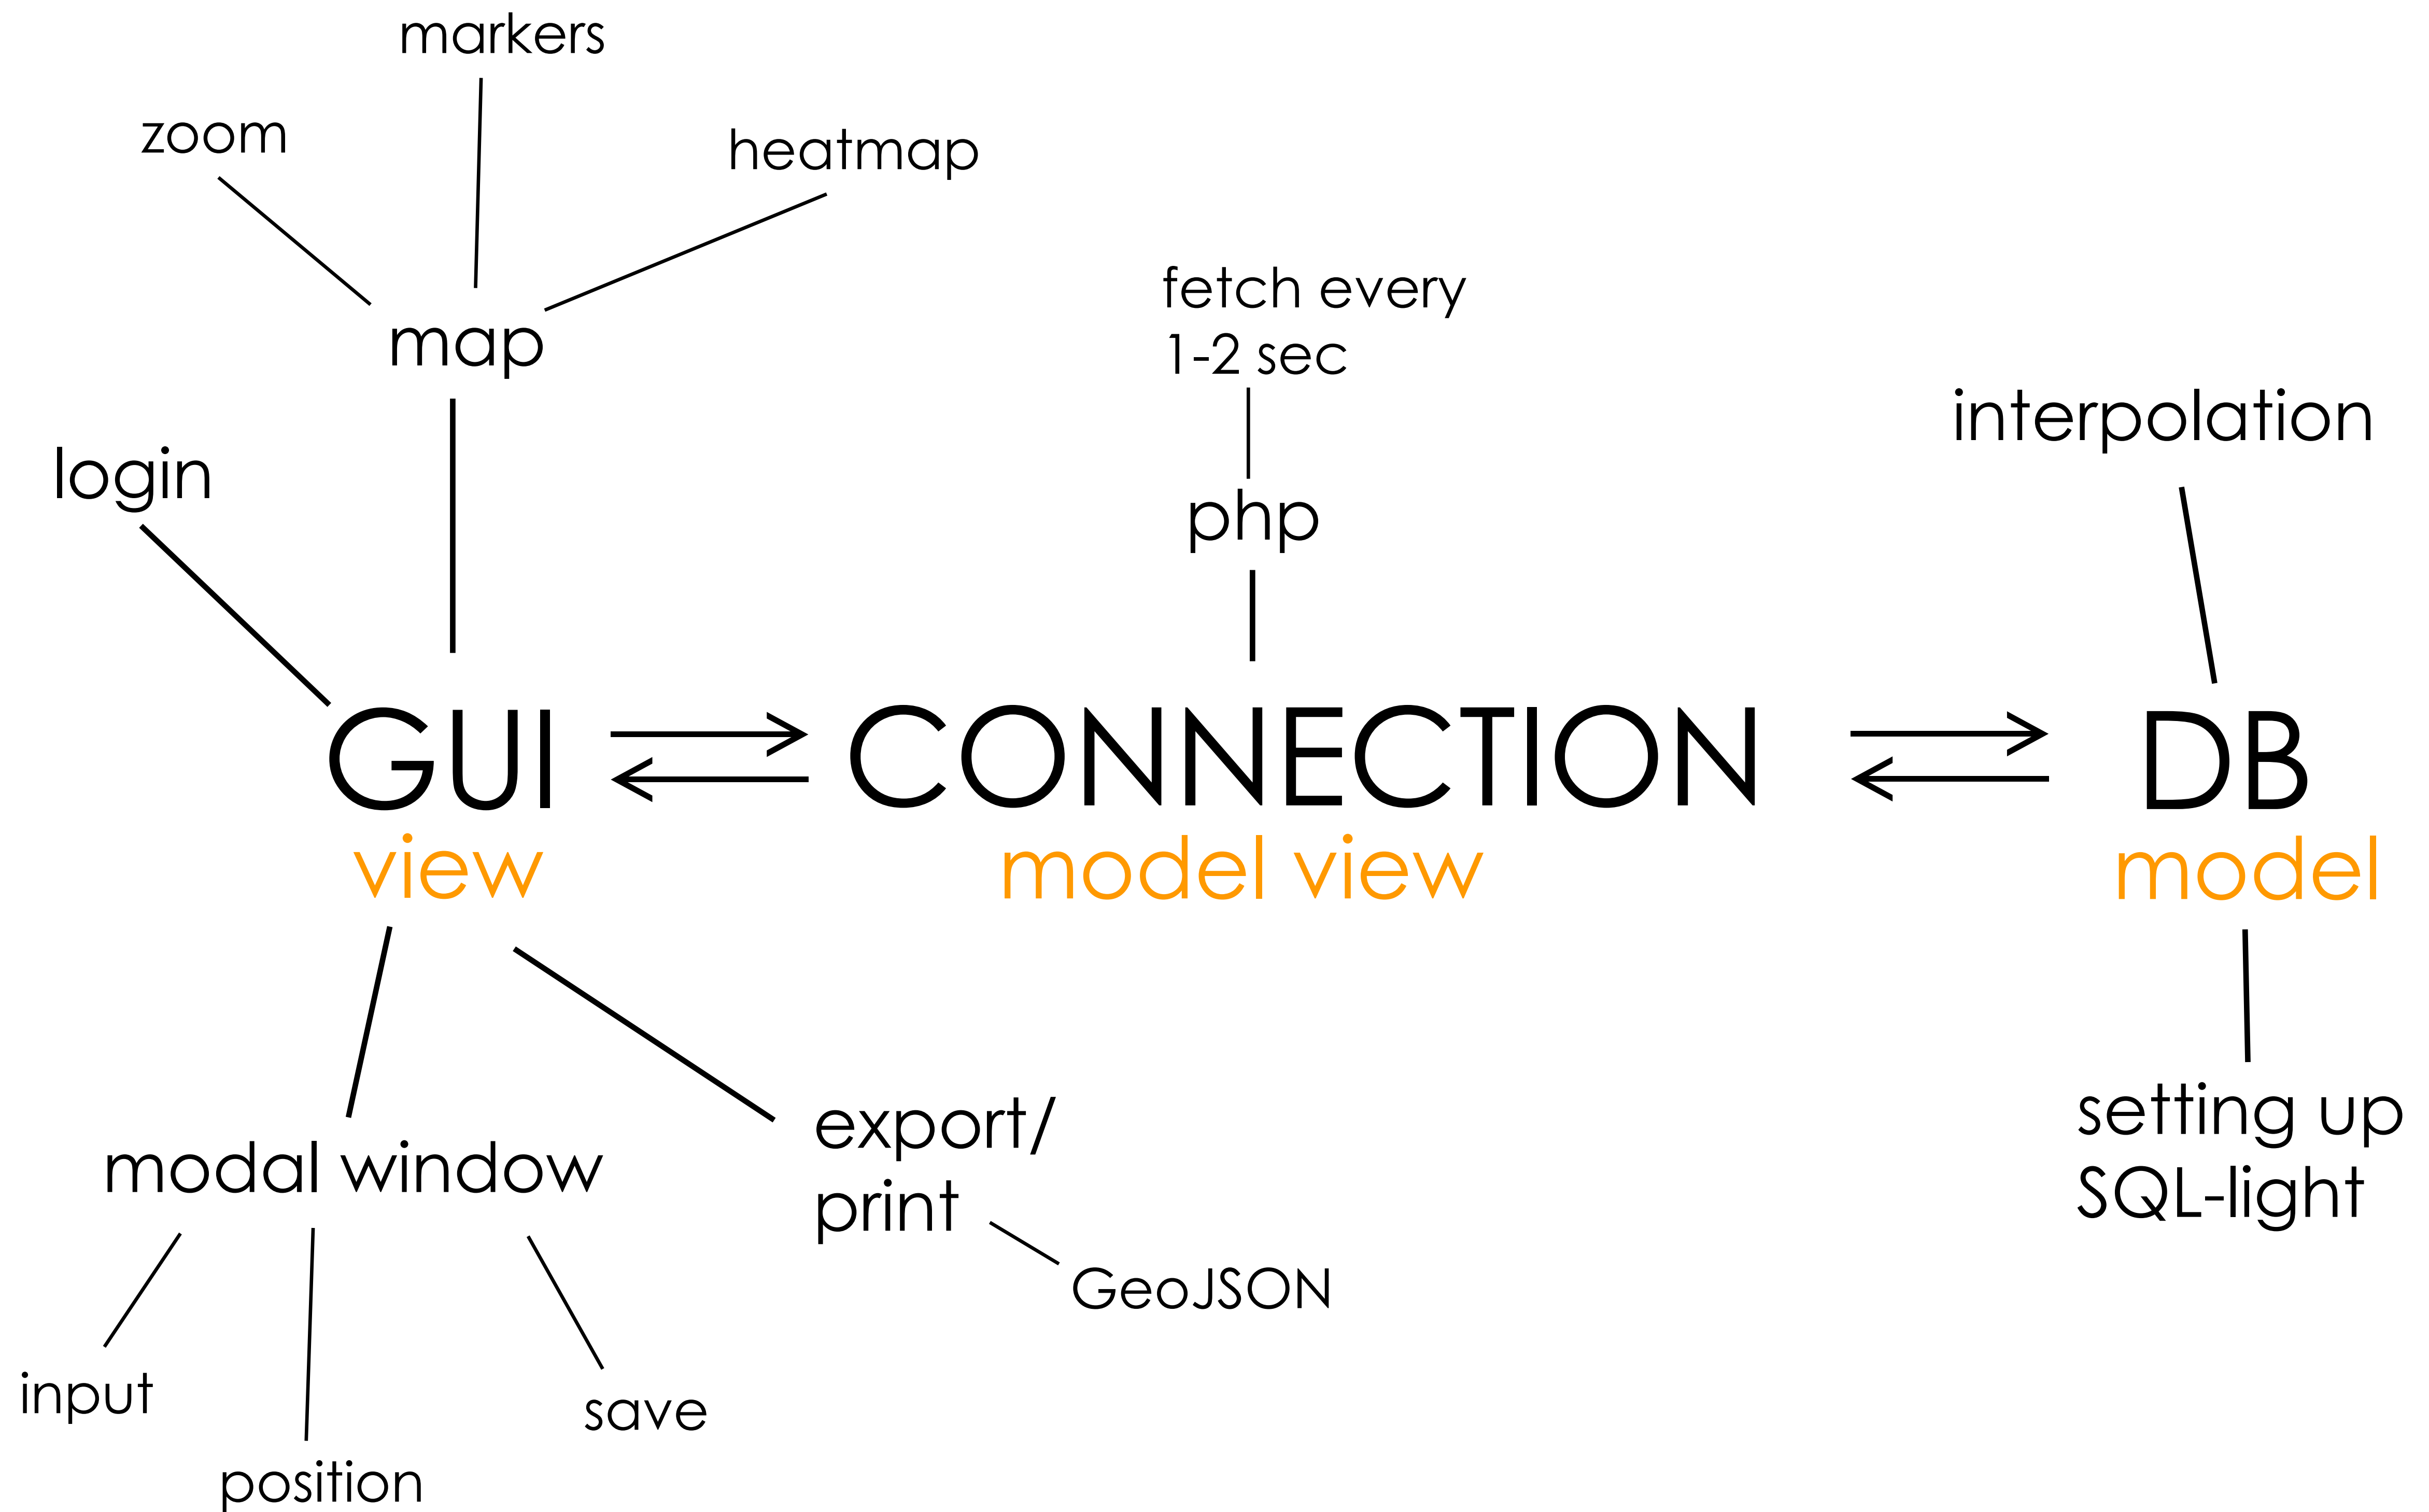 markers
zoom
heatmap
map
fetch every
1-2 sec
php
interpolation
login
GUI
CONNECTION
DB
view
model view
model
modal window
export/
print
GeoJSON
setting up
SQL-light
input
position
save